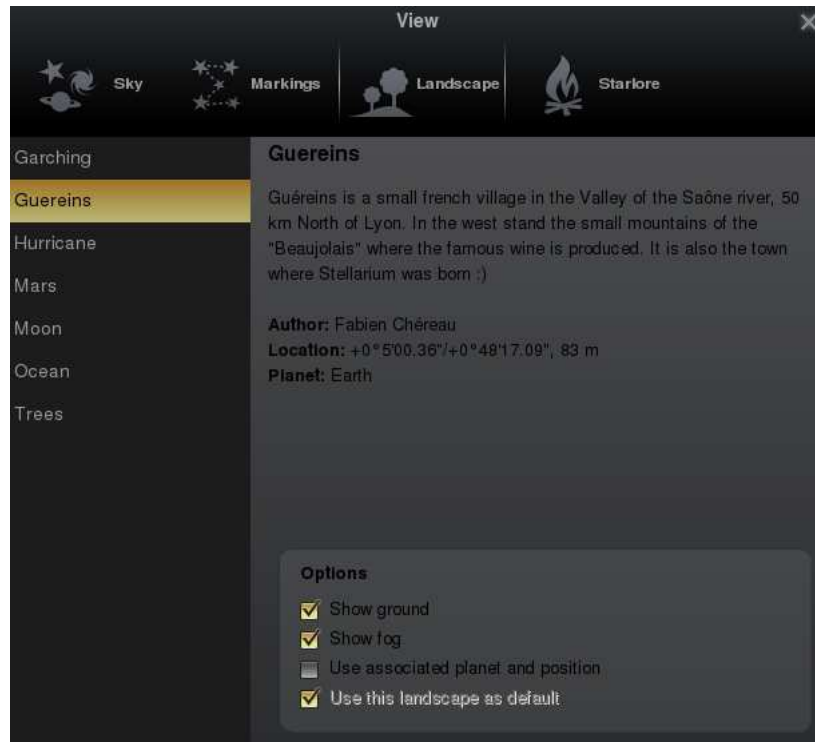 View
Sky
Markings
Landscape
Starlore
Garching
Guereins
Hurricane
Mars
Moon
Ocean
Trees
Guereins
Guéreins is a small french village in the Valley of the Saône river, 50
km North of Lyon. In the west stand the small mountains of the
"Beaujolais" where the famous wine is produced. It is also the town
where Stellarium was born :)
Author: Fabien Chéreau
Location: +0°5'00.36"/+0°48'17.09", 83 m
Planet: Earth
Options
Show ground
Show fog
Use associated planet and position
Use this landscape as default